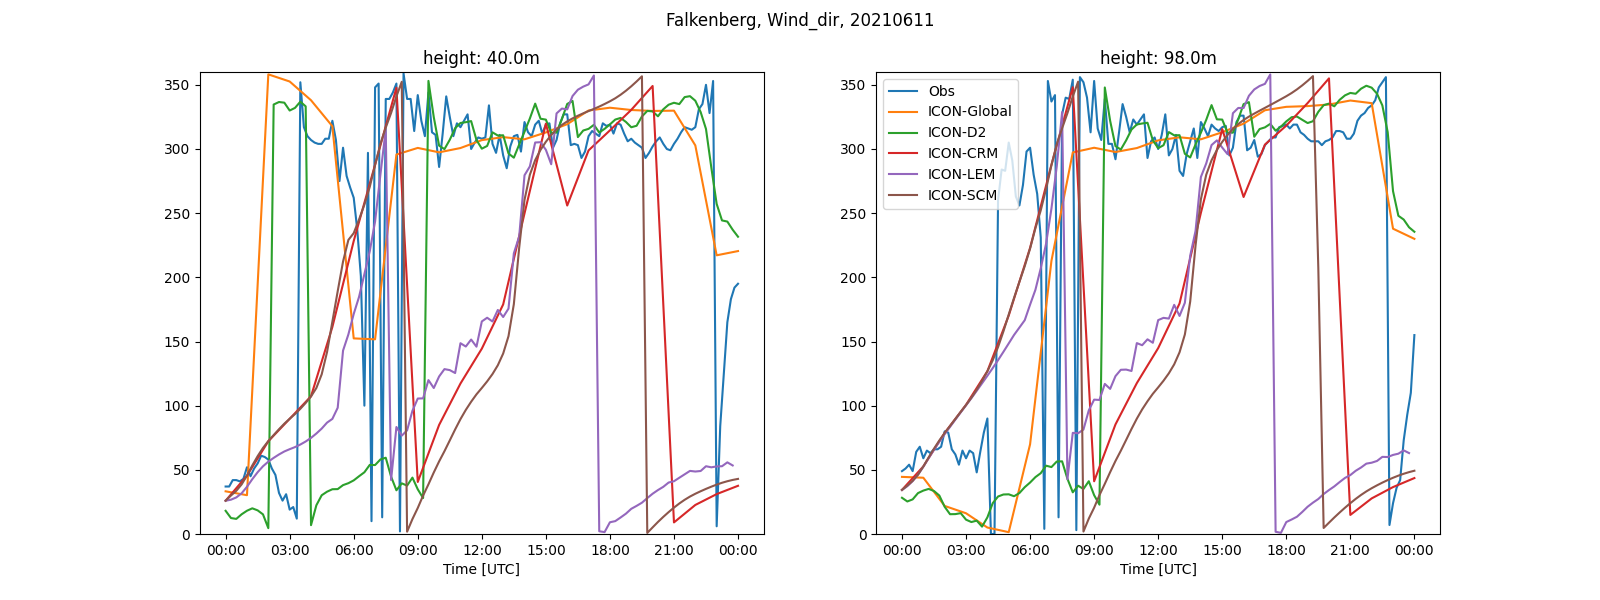 Falkenberg, Wind_dir, 20210611
height: 40.0m
350
300
250
200
150
100
50
0
00:00 03:00 06:00 09:00 12:00 15:00 18:00 21:00 00:00
Time [UTC]
height: 98.0m
Obs
ICON-Global
ICON-D2
ICON-CRM
ICON-LEM
ICON-SCM
350
300
250
200
150
100
50
0
00:00 03:00 06:00 09:00 12:00 15:00 18:00 21:00 00:00
Time [UTC]